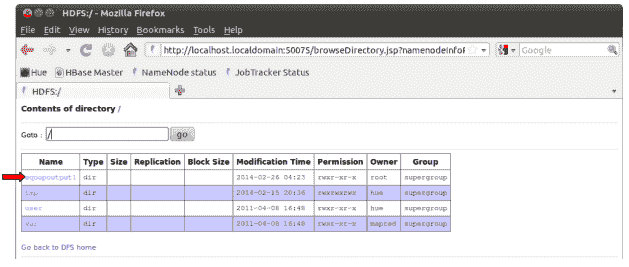 HDFS:/ - Mozilla Firefox
File Edit View History Bookmarks Tools Help
http://localhost.localdomain:50075/browseDirectory.jsp?namenodeInfoPort
Google
Hue HBase Master NameNode status JobTracker Status
HDFS:/
Contents of directory /
Goto : / go
Name Type Size Replication Block Size Modification Time Permission Owner Group
dir 2014-02-26 04:23 rwxr-xr-x root supergroup
tmp dir 2014-02-15 20:36 rwxrwxrwx hue supergroup
user dir 2011-04-08 16:48 rwxr-xr-x hue supergroup
var dir 2011-04-08 16:48 rwxr-xr-x mapred supergroup
Go back to DFS home